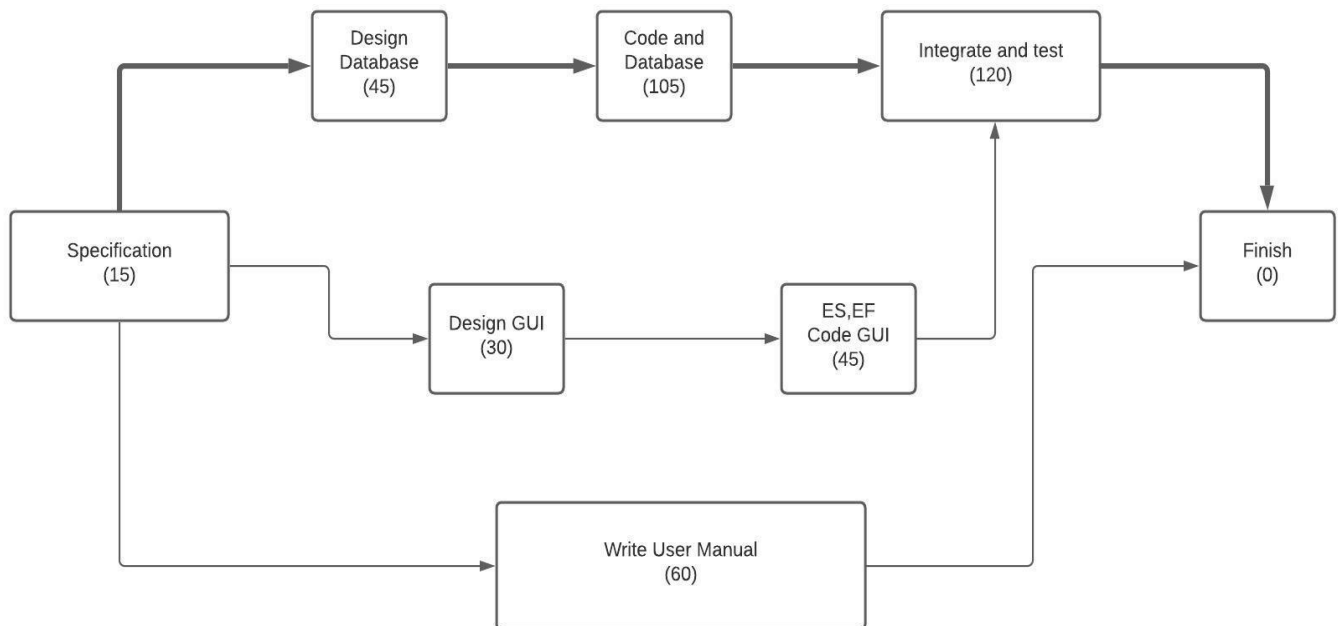 Design
Database
(45)
Code and
Database
(105)
Integrate and test
(120)
Specification
(15)
Finish
(0)
Design GUI
(30)
ES,EF
Code GUI
(45)
Write User Manual
(60)